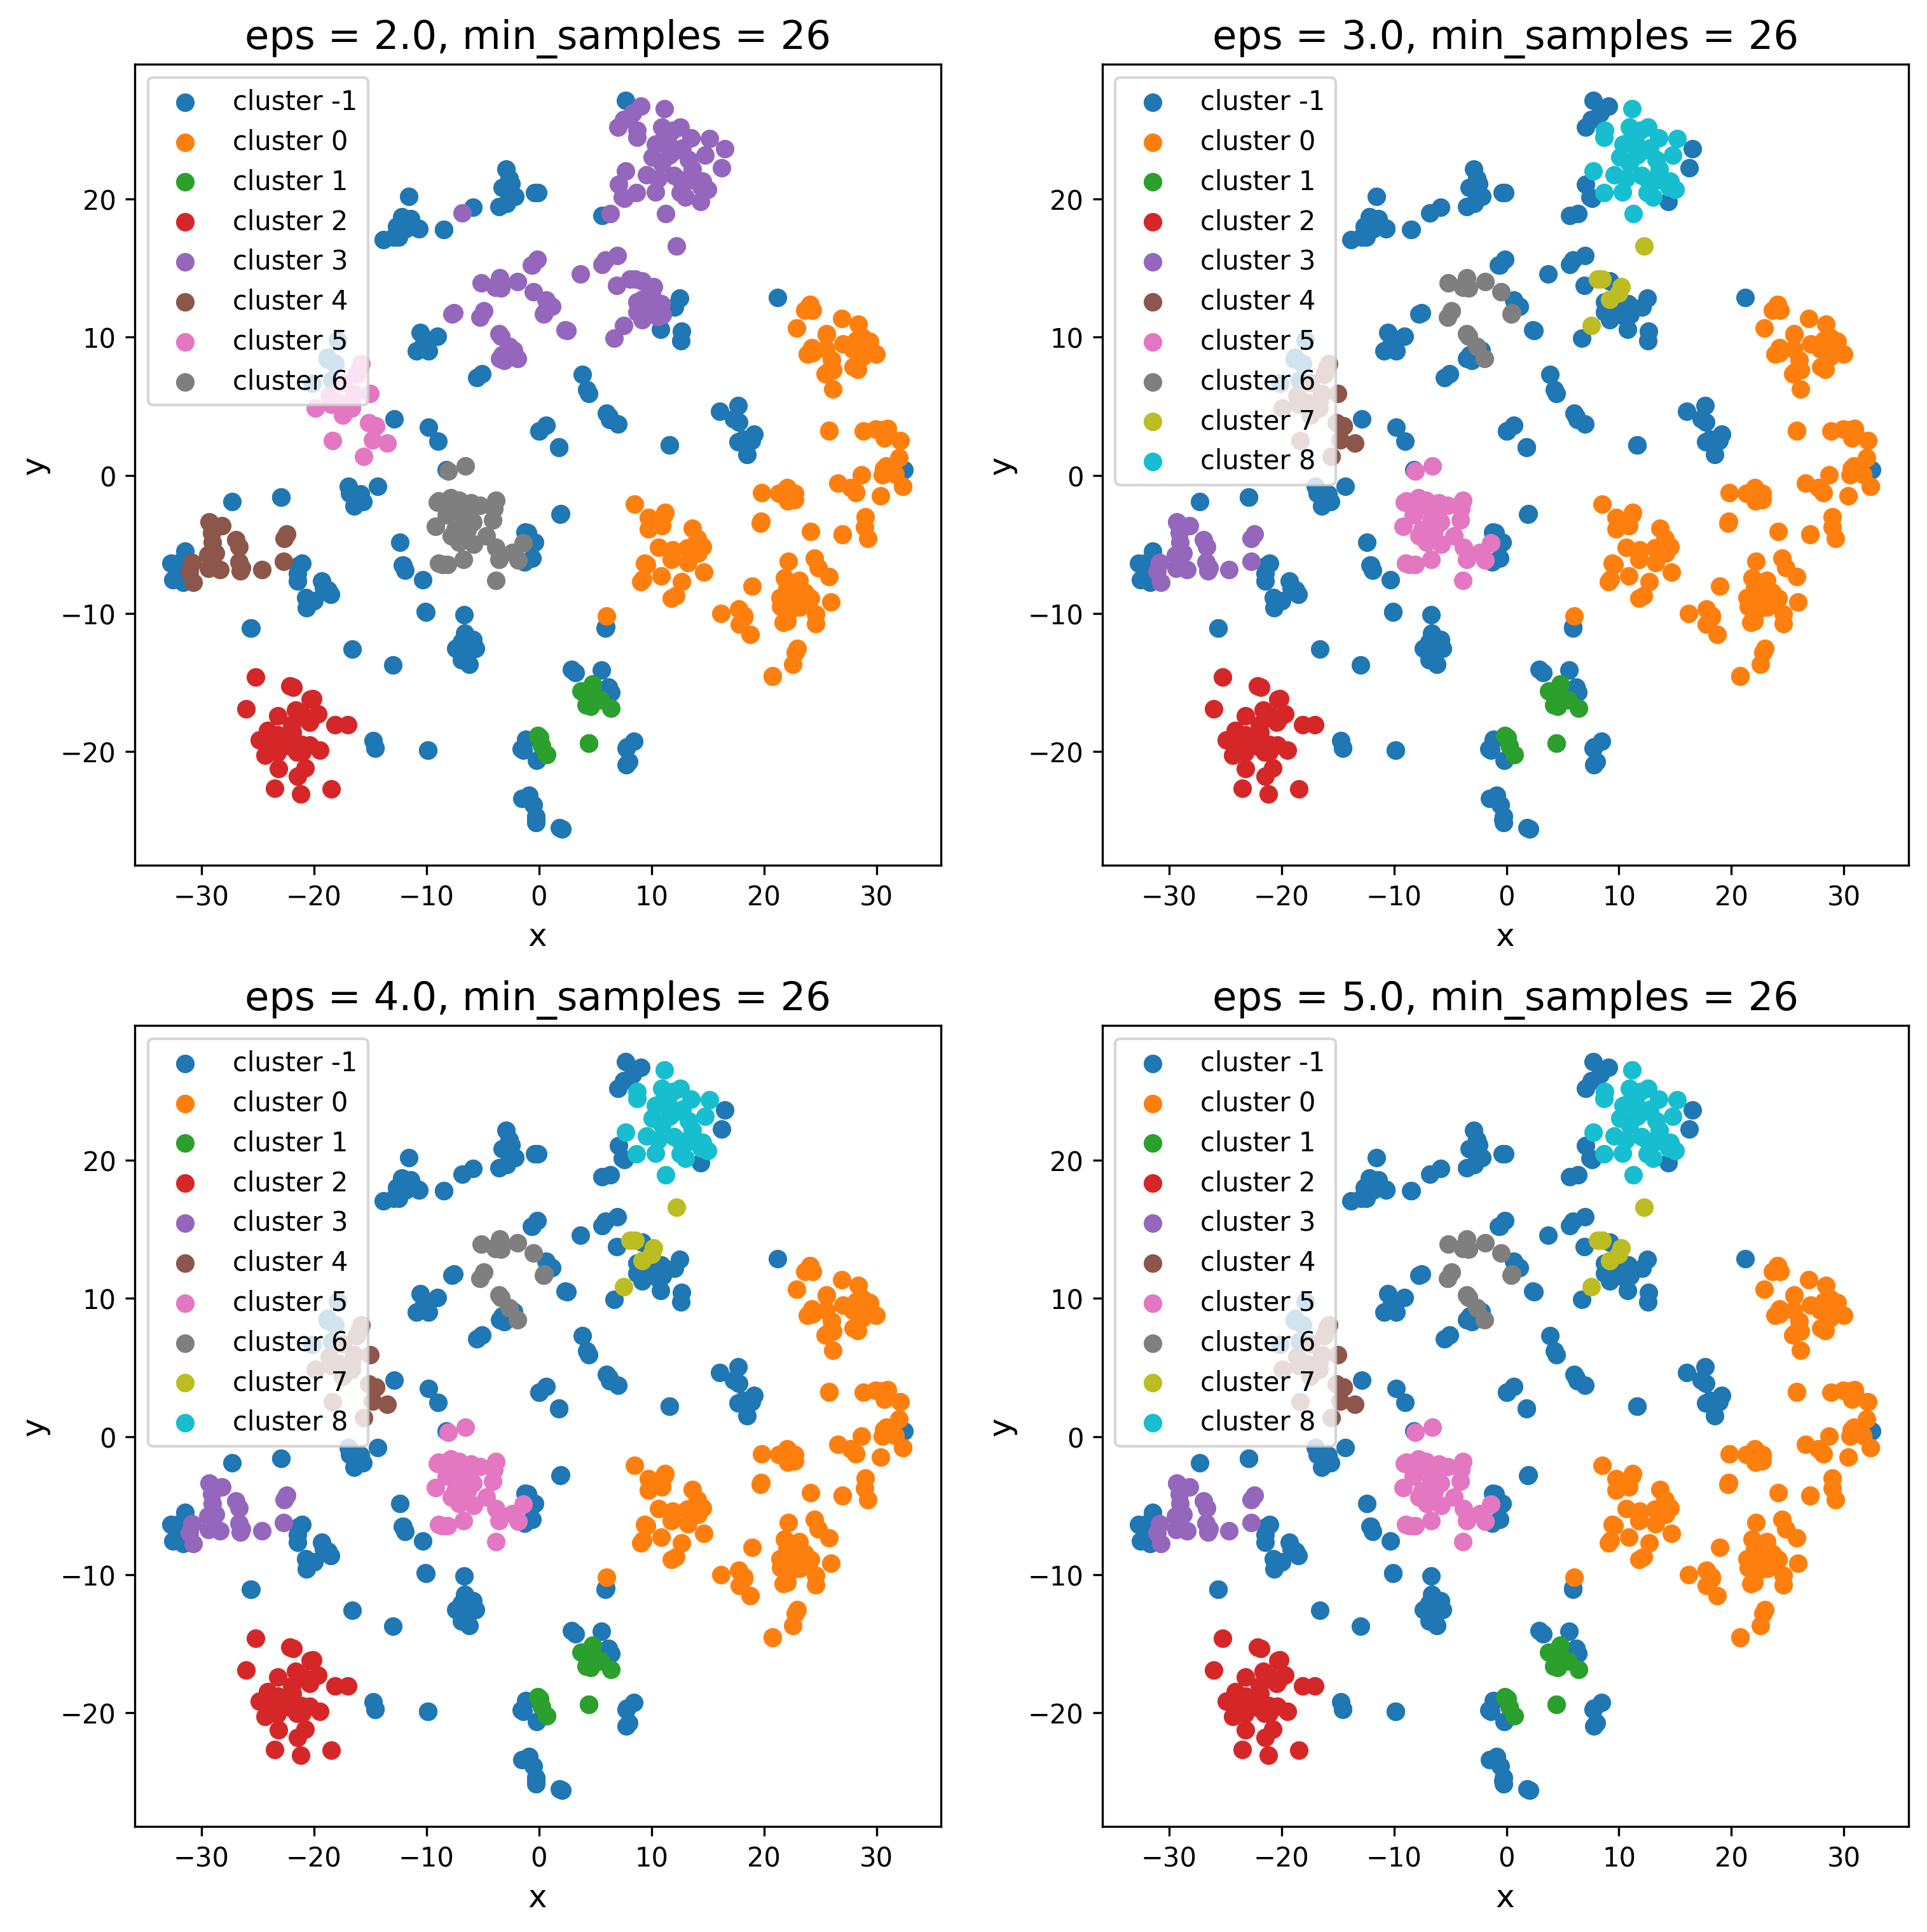 eps = 2.0, min_samples = 26
cluster -1
cluster 0
cluster 1
cluster 2
cluster 3
cluster 4
cluster 5
cluster 6
y
20
10
0
−10
−20
−30 −20 −10 0 10 20 30
x
eps = 3.0, min_samples = 26
cluster -1
cluster 0
cluster 1
cluster 2
cluster 3
cluster 4
cluster 5
cluster 6
cluster 7
cluster 8
y
20
10
0
−10
−20
−30 −20 −10 0 10 20 30
x
eps = 4.0, min_samples = 26
cluster -1
cluster 0
cluster 1
cluster 2
cluster 3
cluster 4
cluster 5
cluster 6
cluster 7
cluster 8
y
20
10
0
−10
−20
−30 −20 −10 0 10 20 30
x
eps = 5.0, min_samples = 26
cluster -1
cluster 0
cluster 1
cluster 2
cluster 3
cluster 4
cluster 5
cluster 6
cluster 7
cluster 8
y
20
10
0
−10
−20
−30 −20 −10 0 10 20 30
x